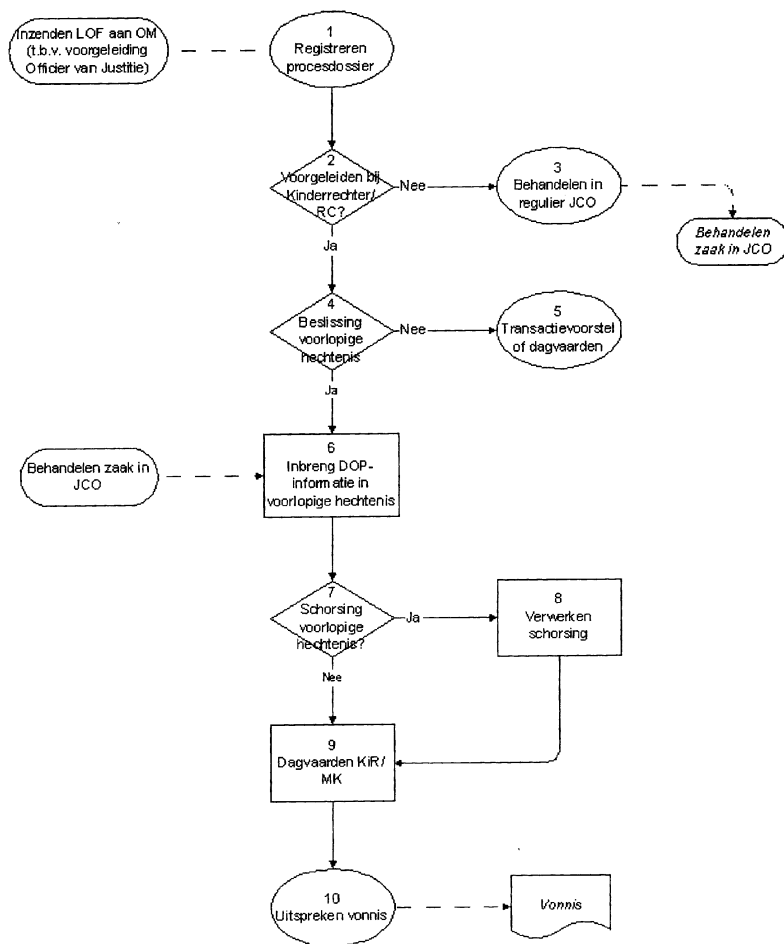 Inzenden LOF aan OM
(t.b.v. voorgeleiding
Officier van Justitie)
1
Registreren
procesdossier
2
Voorgeleiden bij
Kinderrechter/
RC?
Nee
3
Behandelen in
regulier JCO
Behandelen
zaak in JCO
Ja
4
Beslissing
voorlopige
hechtenis
Nee
5
Transactievoorstel
of dagvaarden
Ja
Behandelen zaak in
JCO
6
Inbreng DOP-
informatie in
voorlopige hechtenis
7
Schorsing
voorlopige
hechtenis?
Ja
8
Verwerken
schorsing
Nee
9
Dagvaarden KiR/
MK
10
Uitspreken vonnis
Vonnis